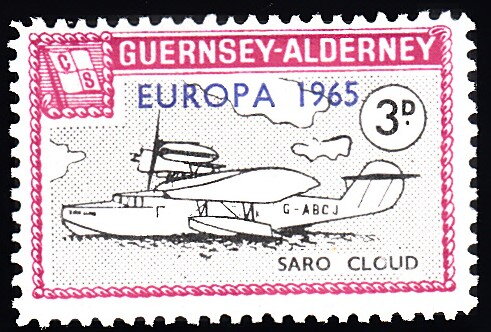 C
S
GUERNSEY-ALDERNEY
EUROPA 1965
3D.
G-ABCJ
SARO CLOUD